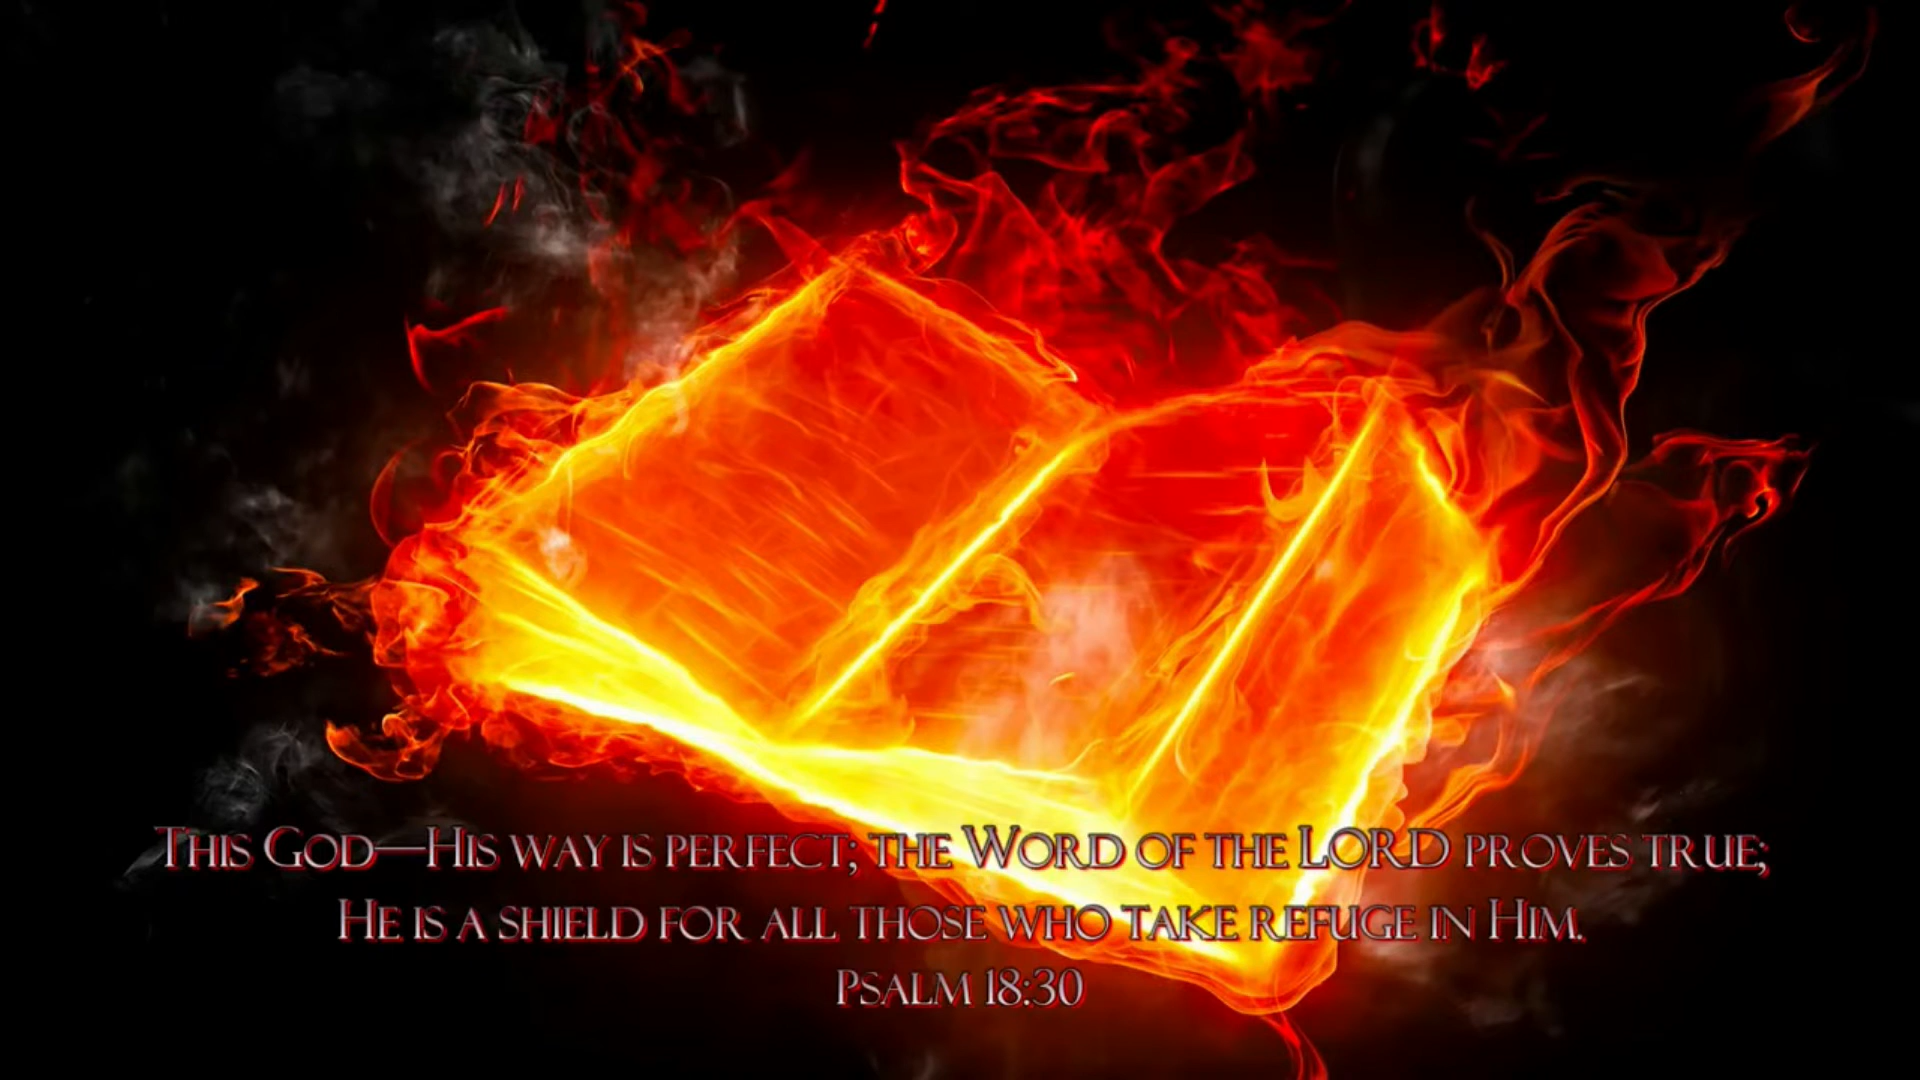 This God—His way is perfect; the Word of the LORD proves true;
He is a shield for all those who take refuge in Him.
Psalm 18:30